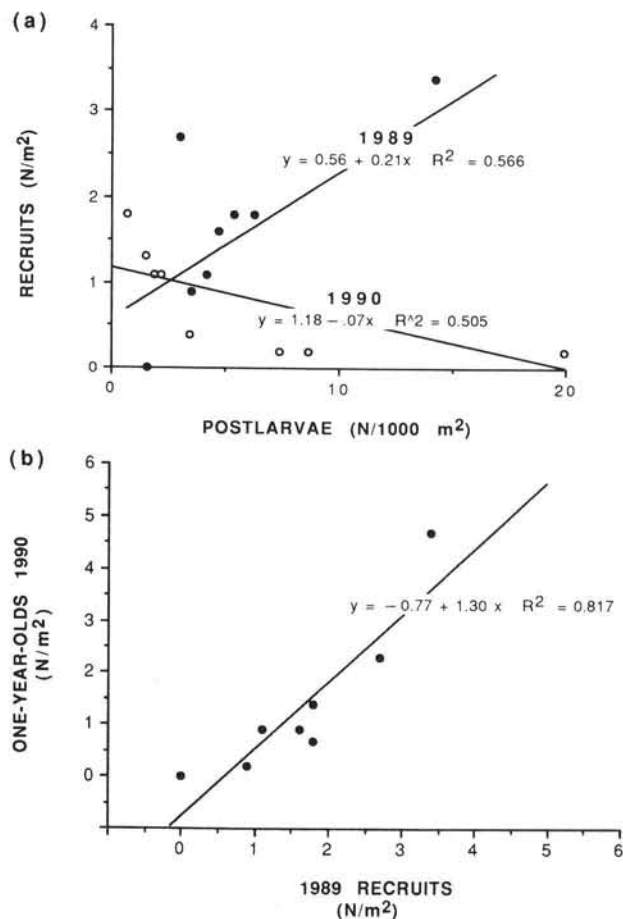 (a)
4
3
2
1
0
RECRUITS (N/m²)
1989
y = 0.56 + 0.21x R² = 0.566
1990
y = 1.18 – .07x R^2 = 0.505
0
10
20
POSTLARVAE (N/1000 m²)
(b)
6
5
4
3
2
1
0
ONE-YEAR-OLDS 1990
(N/m²)
y = – 0.77 + 1.30 x R² = 0.817
0 1 2 3 4 5 6
1989 RECRUITS
(N/m²)